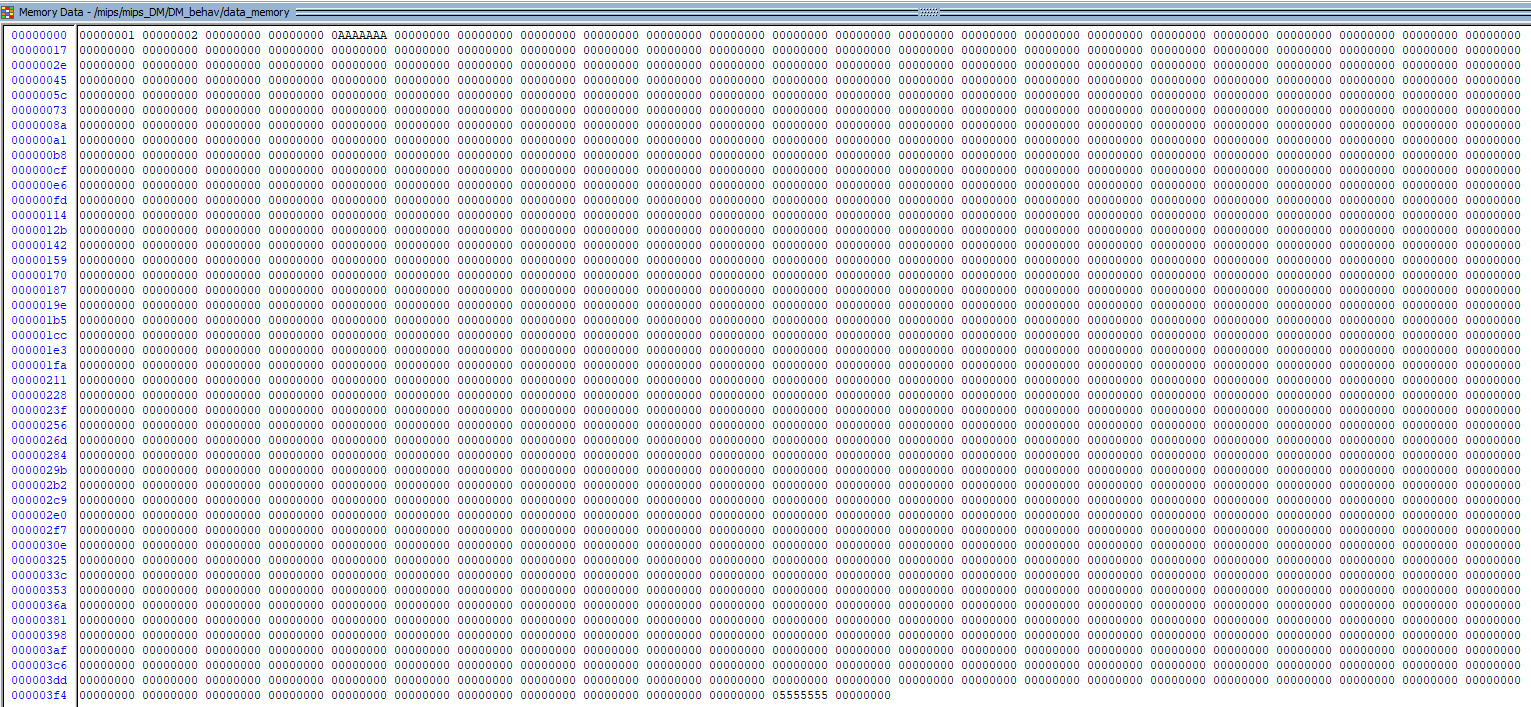 Memory Data - /mips/mips_DM/DM_behav/data_memory
00000000 00000001 00000002 00000000 00000000 0AAAAAAA 00000000 00000000 00000000 00000000 00000000 00000000 00000000 00000000 00000000 00000000 00000000 00000000 00000000 00000000 00000000 00000000 00000000 00000000
00000017 00000000 00000000 00000000 00000000 00000000 00000000 00000000 00000000 00000000 00000000 00000000 00000000 00000000 00000000 00000000 00000000 00000000 00000000 00000000 00000000 00000000 00000000 00000000
0000002e 00000000 00000000 00000000 00000000 00000000 00000000 00000000 00000000 00000000 00000000 00000000 00000000 00000000 00000000 00000000 00000000 00000000 00000000 00000000 00000000 00000000 00000000 00000000
00000045 00000000 00000000 00000000 00000000 00000000 00000000 00000000 00000000 00000000 00000000 00000000 00000000 00000000 00000000 00000000 00000000 00000000 00000000 00000000 00000000 00000000 00000000 00000000
0000005c 00000000 00000000 00000000 00000000 00000000 00000000 00000000 00000000 00000000 00000000 00000000 00000000 00000000 00000000 00000000 00000000 00000000 00000000 00000000 00000000 00000000 00000000 00000000
00000073 00000000 00000000 00000000 00000000 00000000 00000000 00000000 00000000 00000000 00000000 00000000 00000000 00000000 00000000 00000000 00000000 00000000 00000000 00000000 00000000 00000000 00000000 00000000
0000008a 00000000 00000000 00000000 00000000 00000000 00000000 00000000 00000000 00000000 00000000 00000000 00000000 00000000 00000000 00000000 00000000 00000000 00000000 00000000 00000000 00000000 00000000 00000000
000000a1 00000000 00000000 00000000 00000000 00000000 00000000 00000000 00000000 00000000 00000000 00000000 00000000 00000000 00000000 00000000 00000000 00000000 00000000 00000000 00000000 00000000 00000000 00000000
000000b8 00000000 00000000 00000000 00000000 00000000 00000000 00000000 00000000 00000000 00000000 00000000 00000000 00000000 00000000 00000000 00000000 00000000 00000000 00000000 00000000 00000000 00000000 00000000
000000cf 00000000 00000000 00000000 00000000 00000000 00000000 00000000 00000000 00000000 00000000 00000000 00000000 00000000 00000000 00000000 00000000 00000000 00000000 00000000 00000000 00000000 00000000 00000000
000000e6 00000000 00000000 00000000 00000000 00000000 00000000 00000000 00000000 00000000 00000000 00000000 00000000 00000000 00000000 00000000 00000000 00000000 00000000 00000000 00000000 00000000 00000000 00000000
000000fd 00000000 00000000 00000000 00000000 00000000 00000000 00000000 00000000 00000000 00000000 00000000 00000000 00000000 00000000 00000000 00000000 00000000 00000000 00000000 00000000 00000000 00000000 00000000
00000114 00000000 00000000 00000000 00000000 00000000 00000000 00000000 00000000 00000000 00000000 00000000 00000000 00000000 00000000 00000000 00000000 00000000 00000000 00000000 00000000 00000000 00000000 00000000
0000012b 00000000 00000000 00000000 00000000 00000000 00000000 00000000 00000000 00000000 00000000 00000000 00000000 00000000 00000000 00000000 00000000 00000000 00000000 00000000 00000000 00000000 00000000 00000000
00000142 00000000 00000000 00000000 00000000 00000000 00000000 00000000 00000000 00000000 00000000 00000000 00000000 00000000 00000000 00000000 00000000 00000000 00000000 00000000 00000000 00000000 00000000 00000000
00000159 00000000 00000000 00000000 00000000 00000000 00000000 00000000 00000000 00000000 00000000 00000000 00000000 00000000 00000000 00000000 00000000 00000000 00000000 00000000 00000000 00000000 00000000 00000000
00000170 00000000 00000000 00000000 00000000 00000000 00000000 00000000 00000000 00000000 00000000 00000000 00000000 00000000 00000000 00000000 00000000 00000000 00000000 00000000 00000000 00000000 00000000 00000000
00000187 00000000 00000000 00000000 00000000 00000000 00000000 00000000 00000000 00000000 00000000 00000000 00000000 00000000 00000000 00000000 00000000 00000000 00000000 00000000 00000000 00000000 00000000 00000000
0000019e 00000000 00000000 00000000 00000000 00000000 00000000 00000000 00000000 00000000 00000000 00000000 00000000 00000000 00000000 00000000 00000000 00000000 00000000 00000000 00000000 00000000 00000000 00000000
000001b5 00000000 00000000 00000000 00000000 00000000 00000000 00000000 00000000 00000000 00000000 00000000 00000000 00000000 00000000 00000000 00000000 00000000 00000000 00000000 00000000 00000000 00000000 00000000
000001cc 00000000 00000000 00000000 00000000 00000000 00000000 00000000 00000000 00000000 00000000 00000000 00000000 00000000 00000000 00000000 00000000 00000000 00000000 00000000 00000000 00000000 00000000 00000000
000001e3 00000000 00000000 00000000 00000000 00000000 00000000 00000000 00000000 00000000 00000000 00000000 00000000 00000000 00000000 00000000 00000000 00000000 00000000 00000000 00000000 00000000 00000000 00000000
000001fa 00000000 00000000 00000000 00000000 00000000 00000000 00000000 00000000 00000000 00000000 00000000 00000000 00000000 00000000 00000000 00000000 00000000 00000000 00000000 00000000 00000000 00000000 00000000
00000211 00000000 00000000 00000000 00000000 00000000 00000000 00000000 00000000 00000000 00000000 00000000 00000000 00000000 00000000 00000000 00000000 00000000 00000000 00000000 00000000 00000000 00000000 00000000
00000228 00000000 00000000 00000000 00000000 00000000 00000000 00000000 00000000 00000000 00000000 00000000 00000000 00000000 00000000 00000000 00000000 00000000 00000000 00000000 00000000 00000000 00000000 00000000
0000023f 00000000 00000000 00000000 00000000 00000000 00000000 00000000 00000000 00000000 00000000 00000000 00000000 00000000 00000000 00000000 00000000 00000000 00000000 00000000 00000000 00000000 00000000 00000000
00000256 00000000 00000000 00000000 00000000 00000000 00000000 00000000 00000000 00000000 00000000 00000000 00000000 00000000 00000000 00000000 00000000 00000000 00000000 00000000 00000000 00000000 00000000 00000000
0000026d 00000000 00000000 00000000 00000000 00000000 00000000 00000000 00000000 00000000 00000000 00000000 00000000 00000000 00000000 00000000 00000000 00000000 00000000 00000000 00000000 00000000 00000000 00000000
00000284 00000000 00000000 00000000 00000000 00000000 00000000 00000000 00000000 00000000 00000000 00000000 00000000 00000000 00000000 00000000 00000000 00000000 00000000 00000000 00000000 00000000 00000000 00000000
0000029b 00000000 00000000 00000000 00000000 00000000 00000000 00000000 00000000 00000000 00000000 00000000 00000000 00000000 00000000 00000000 00000000 00000000 00000000 00000000 00000000 00000000 00000000 00000000
000002b2 00000000 00000000 00000000 00000000 00000000 00000000 00000000 00000000 00000000 00000000 00000000 00000000 00000000 00000000 00000000 00000000 00000000 00000000 00000000 00000000 00000000 00000000 00000000
000002c9 00000000 00000000 00000000 00000000 00000000 00000000 00000000 00000000 00000000 00000000 00000000 00000000 00000000 00000000 00000000 00000000 00000000 00000000 00000000 00000000 00000000 00000000 00000000
000002e0 00000000 00000000 00000000 00000000 00000000 00000000 00000000 00000000 00000000 00000000 00000000 00000000 00000000 00000000 00000000 00000000 00000000 00000000 00000000 00000000 00000000 00000000 00000000
000002f7 00000000 00000000 00000000 00000000 00000000 00000000 00000000 00000000 00000000 00000000 00000000 00000000 00000000 00000000 00000000 00000000 00000000 00000000 00000000 00000000 00000000 00000000 00000000
0000030e 00000000 00000000 00000000 00000000 00000000 00000000 00000000 00000000 00000000 00000000 00000000 00000000 00000000 00000000 00000000 00000000 00000000 00000000 00000000 00000000 00000000 00000000 00000000
00000325 00000000 00000000 00000000 00000000 00000000 00000000 00000000 00000000 00000000 00000000 00000000 00000000 00000000 00000000 00000000 00000000 00000000 00000000 00000000 00000000 00000000 00000000 00000000
0000033c 00000000 00000000 00000000 00000000 00000000 00000000 00000000 00000000 00000000 00000000 00000000 00000000 00000000 00000000 00000000 00000000 00000000 00000000 00000000 00000000 00000000 00000000 00000000
00000353 00000000 00000000 00000000 00000000 00000000 00000000 00000000 00000000 00000000 00000000 00000000 00000000 00000000 00000000 00000000 00000000 00000000 00000000 00000000 00000000 00000000 00000000 00000000
0000036a 00000000 00000000 00000000 00000000 00000000 00000000 00000000 00000000 00000000 00000000 00000000 00000000 00000000 00000000 00000000 00000000 00000000 00000000 00000000 00000000 00000000 00000000 00000000
00000381 00000000 00000000 00000000 00000000 00000000 00000000 00000000 00000000 00000000 00000000 00000000 00000000 00000000 00000000 00000000 00000000 00000000 00000000 00000000 00000000 00000000 00000000 00000000
00000398 00000000 00000000 00000000 00000000 00000000 00000000 00000000 00000000 00000000 00000000 00000000 00000000 00000000 00000000 00000000 00000000 00000000 00000000 00000000 00000000 00000000 00000000 00000000
000003af 00000000 00000000 00000000 00000000 00000000 00000000 00000000 00000000 00000000 00000000 00000000 00000000 00000000 00000000 00000000 00000000 00000000 00000000 00000000 00000000 00000000 00000000 00000000
000003c6 00000000 00000000 00000000 00000000 00000000 00000000 00000000 00000000 00000000 00000000 00000000 00000000 00000000 00000000 00000000 00000000 00000000 00000000 00000000 00000000 00000000 00000000 00000000
000003dd 00000000 00000000 00000000 00000000 00000000 00000000 00000000 00000000 00000000 00000000 00000000 00000000 00000000 00000000 00000000 00000000 00000000 00000000 00000000 00000000 00000000 00000000 00000000
000003f4 00000000 00000000 00000000 00000000 00000000 00000000 00000000 00000000 00000000 00000000 00000000 05555555 00000000